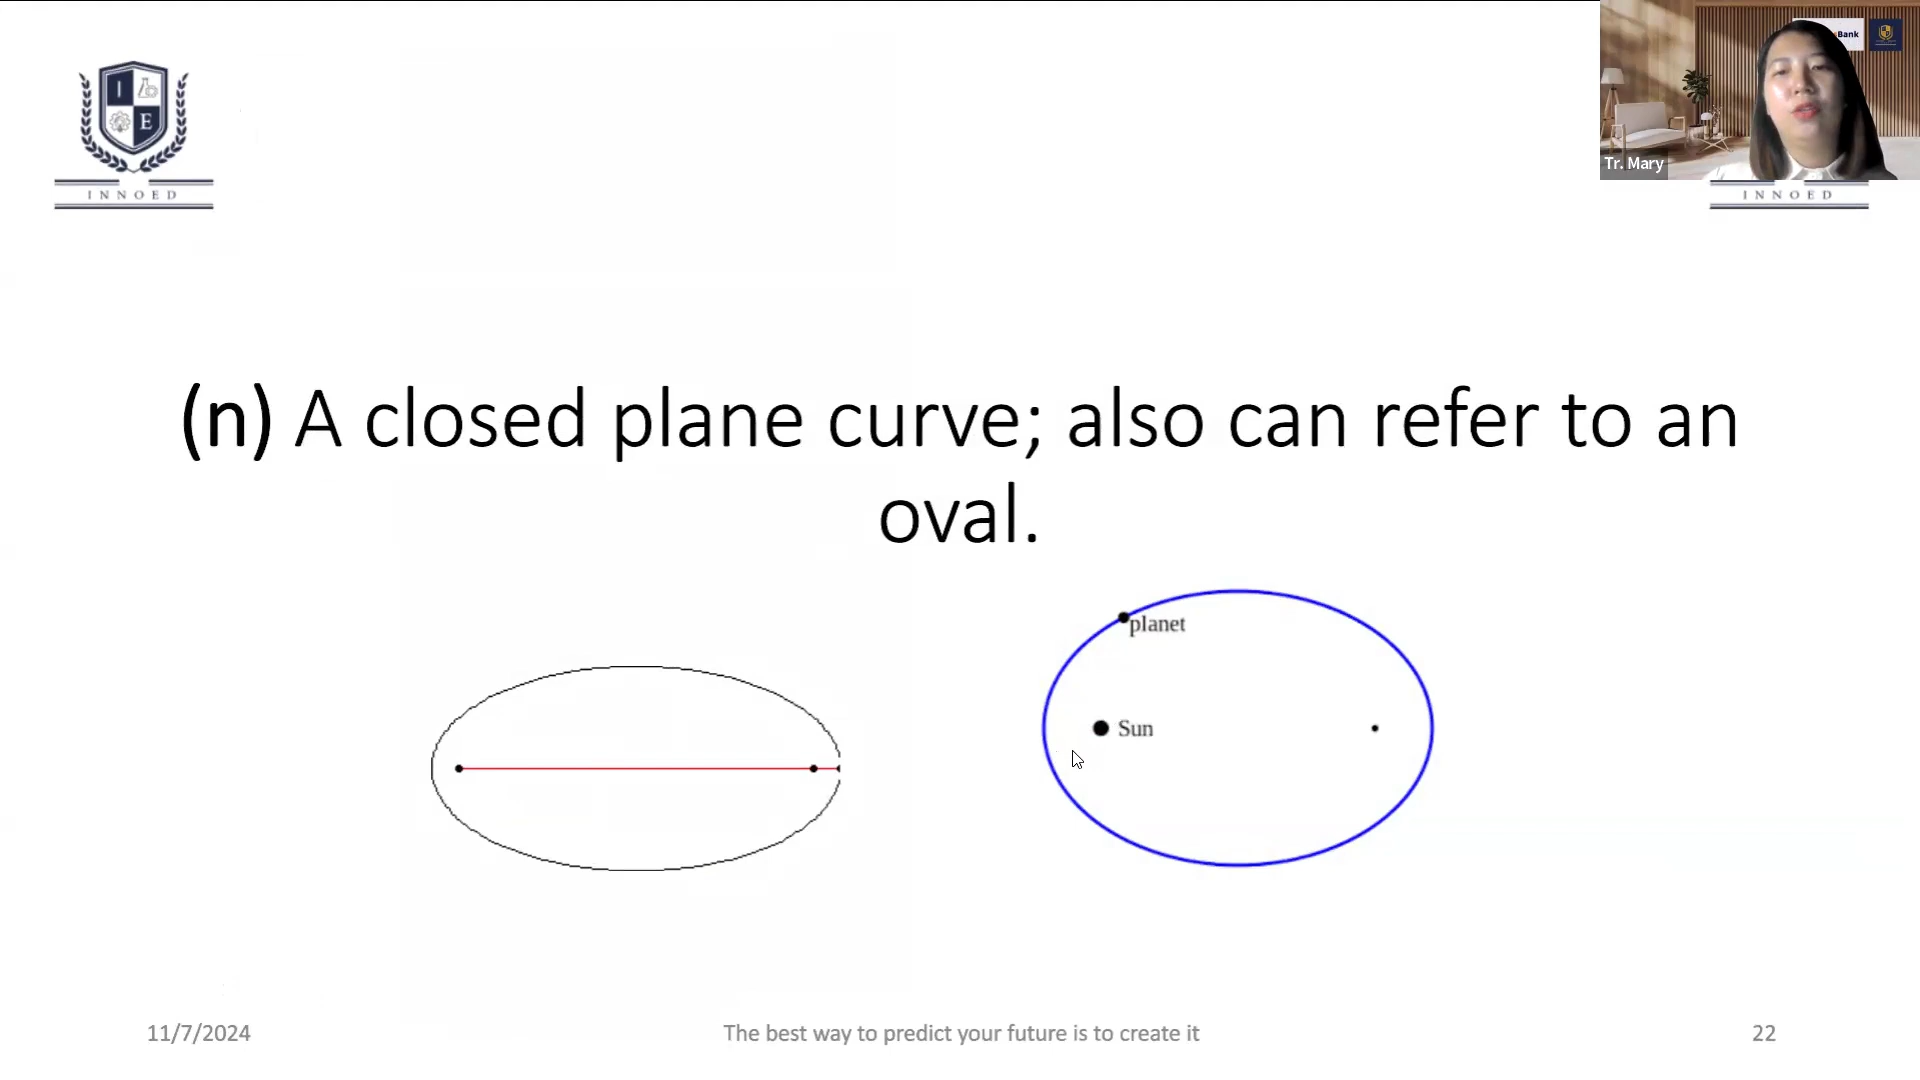 I
E
INNOED
Bank
Tr. Mary
INNOED
(n) A closed plane curve; also can refer to an
oval.
planet
Sun
11/7/2024
The best way to predict your future is to create it
22